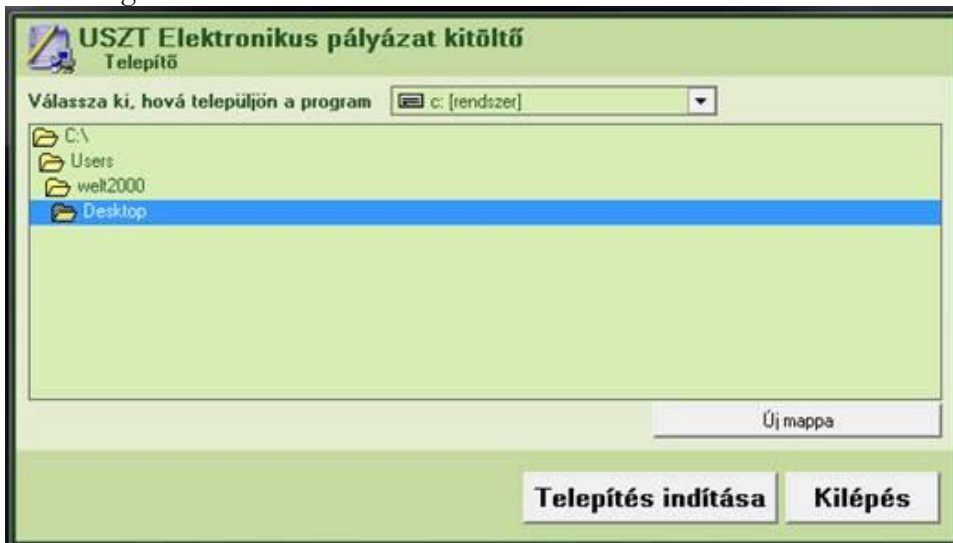 USZT Elektronikus pályázat kitöltő
Telepítő
Válassza ki, hová települjön a program c: [rendszer]
C:\
Users
welt2000
Desktop
Új mappa
Telepítés indítása Kilépés